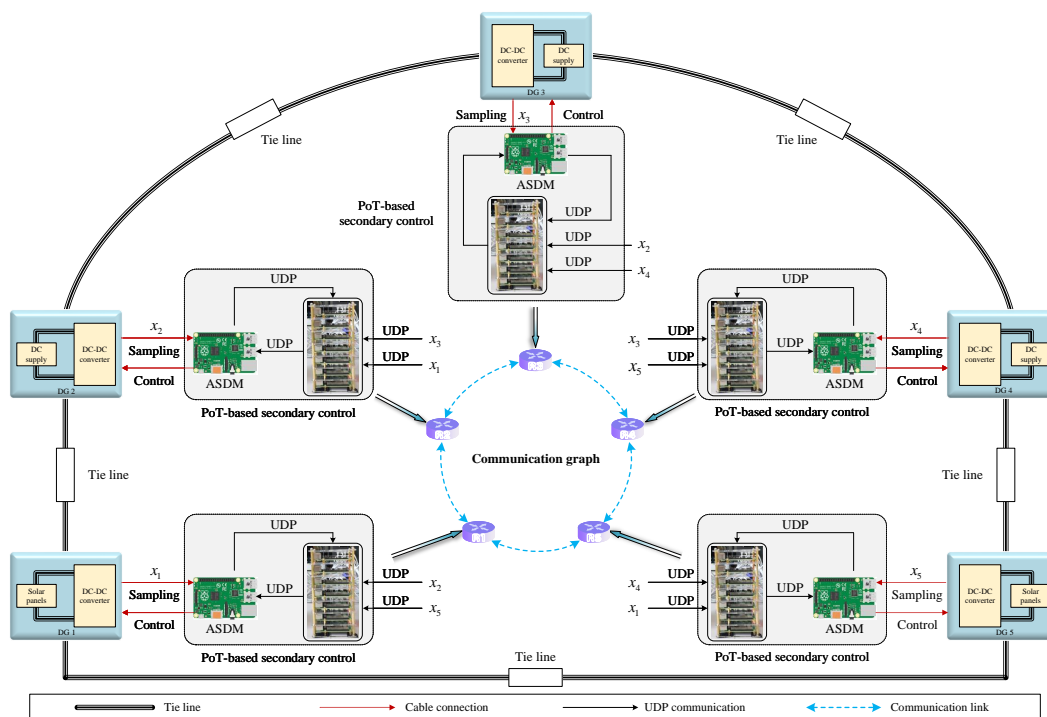 DC-DC
converter
DC
supply
DG 3
Sampling
x3
Control
Tie line
Tie line
ASDM
PoT-based
secondary control
UDP
UDP
x2
UDP
x4
DC
supply
DC-DC
converter
DG 2
x2
Sampling
Control
UDP
UDP
ASDM
UDP
x3
UDP
x1
PoT-based secondary control
x3
UDP
x5
UDP
UDP
UDP
ASDM
x4
Sampling
Control
PoT-based secondary control
DC-DC
converter
DC
supply
DG 4
Communication graph
Tie line
Tie line
Solar
panels
DC-DC
converter
DG 1
x1
Sampling
Control
UDP
UDP
ASDM
UDP
x2
UDP
x5
PoT-based secondary control
x4
UDP
x1
UDP
UDP
UDP
ASDM
x5
Sampling
Control
PoT-based secondary control
DC-DC
converter
Solar
panels
DG 5
Tie line
Tie line
Cable connection
UDP communication
Communication link